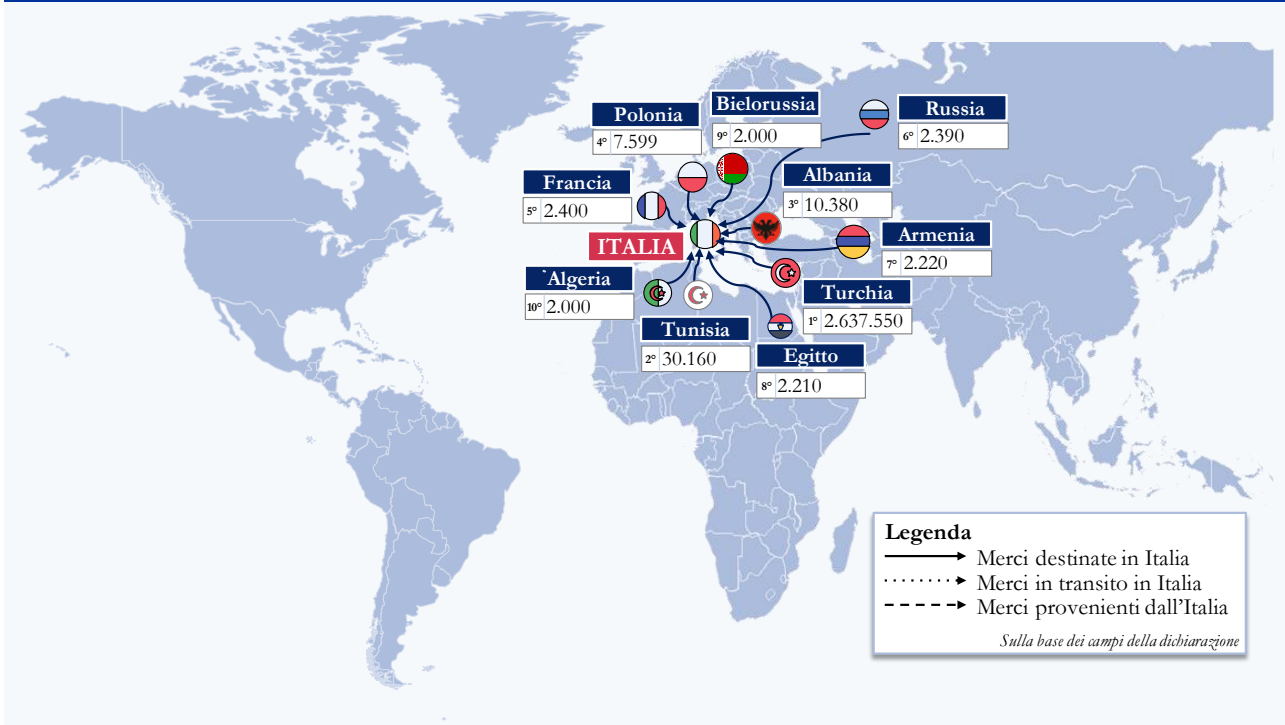 Polonia
4° 7.599
Bielorussia
9° 2.000
Russia
6° 2.390
Francia
5° 2.400
Albania
3° 10.380
ITALIA
Armenia
7° 2.220
`Algeria
10° 2.000
Turchia
1° 2.637.550
Tunisia
2° 30.160
Egitto
8° 2.210
Legenda
Merci destinate in Italia
Merci in transito in Italia
Merci provenienti dall'Italia
Sulla base dei campi della dichiarazione